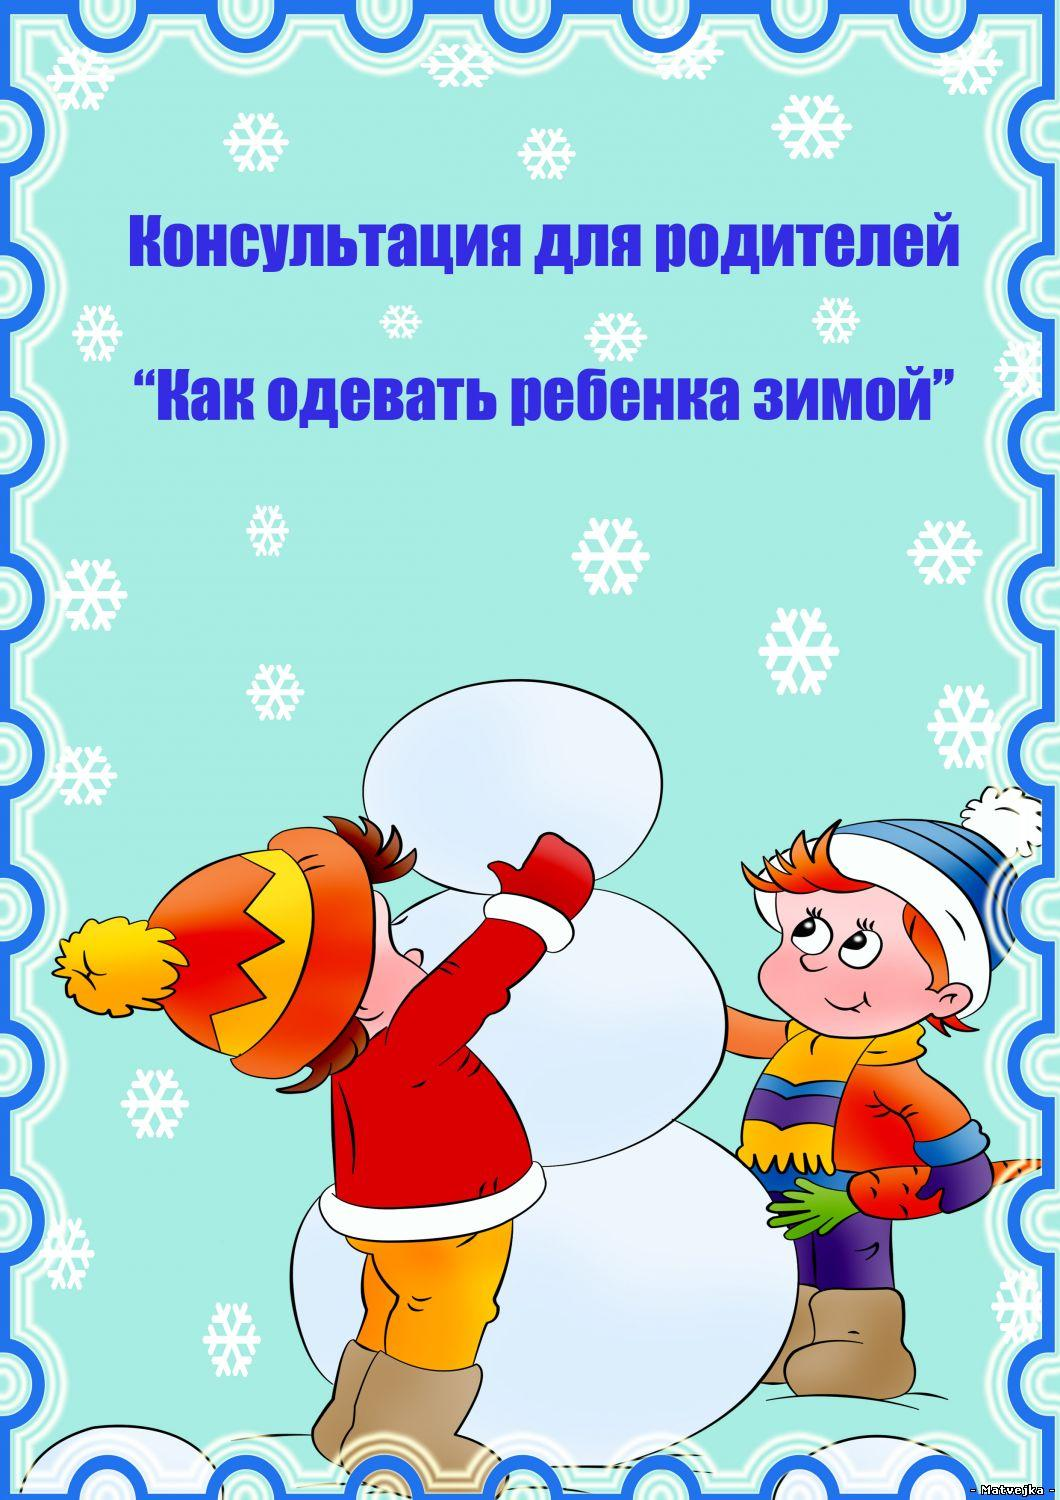 Консультация для родителей
“Как одевать ребенка зимой”
- Matvejka -